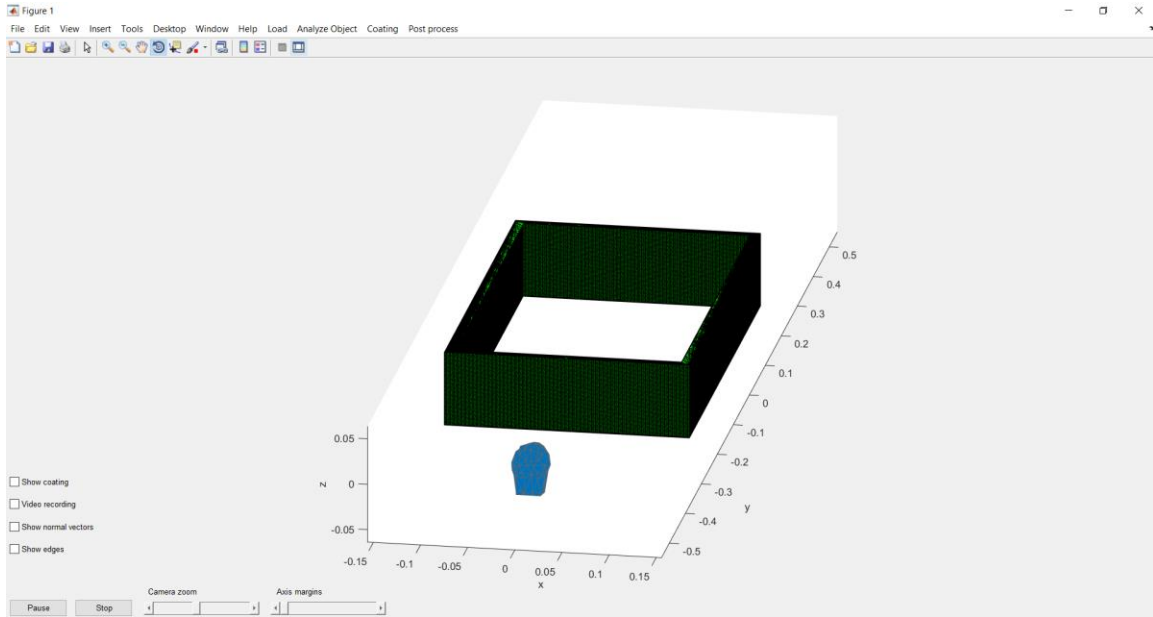 Figure 1
File Edit View Insert Tools Desktop Window Help Load Analyze Object Coating Post process
0.5
0.4
0.3
0.2
0.1
0
-0.1
-0.2
-0.3
-0.4
-0.5
y
0.05
0
-0.05
z
-0.15 -0.1 -0.05 0 0.05 0.1 0.15
x
Show coating
Video recording
Show normal vectors
Show edges
Camera zoom Axis margins
Pause Stop